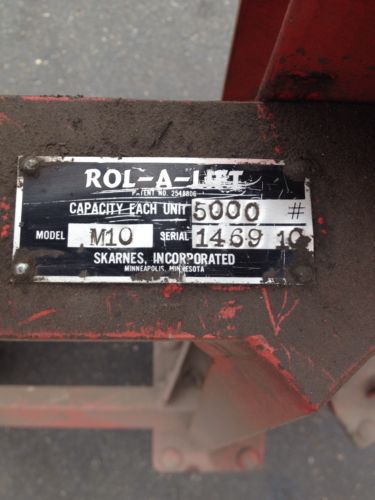 ROL-A-LIFT
PATENT NO. 2548806
CAPACITY EACH UNIT 5000 #
MODEL M10 SERIAL 1469 10
SKARNES, INCORPORATED
MINNEAPOLIS, MINNESOTA